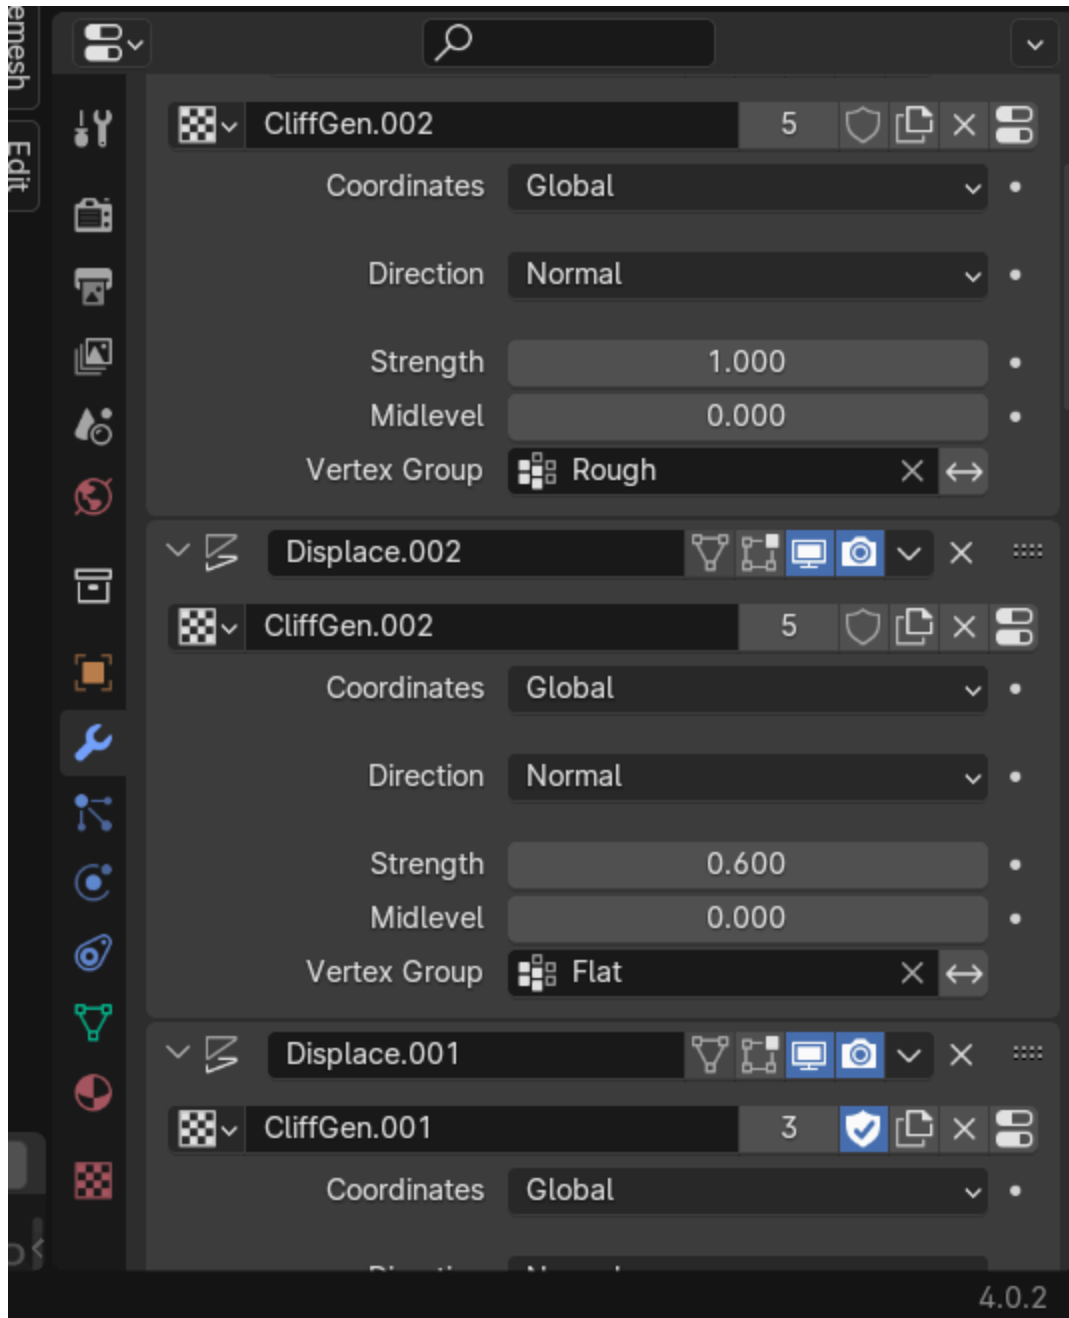 emesh
Edit
CliffGen.002 5
Coordinates Global
Direction Normal
Strength 1.000
Midlevel 0.000
Vertex Group Rough
Displace.002
CliffGen.002 5
Coordinates Global
Direction Normal
Strength 0.600
Midlevel 0.000
Vertex Group Flat
Displace.001
CliffGen.001 3
Coordinates Global
4.0.2